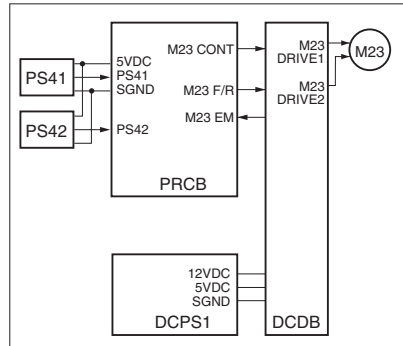 5VDC
PS41
PS41
SGND
PS42
PS42
M23 CONT
M23 F/R
M23 EM
PRCB
M23
DRIVE1
M23
DRIVE2
M23
12VDC
5VDC
SGND
DCPS1
DCDB